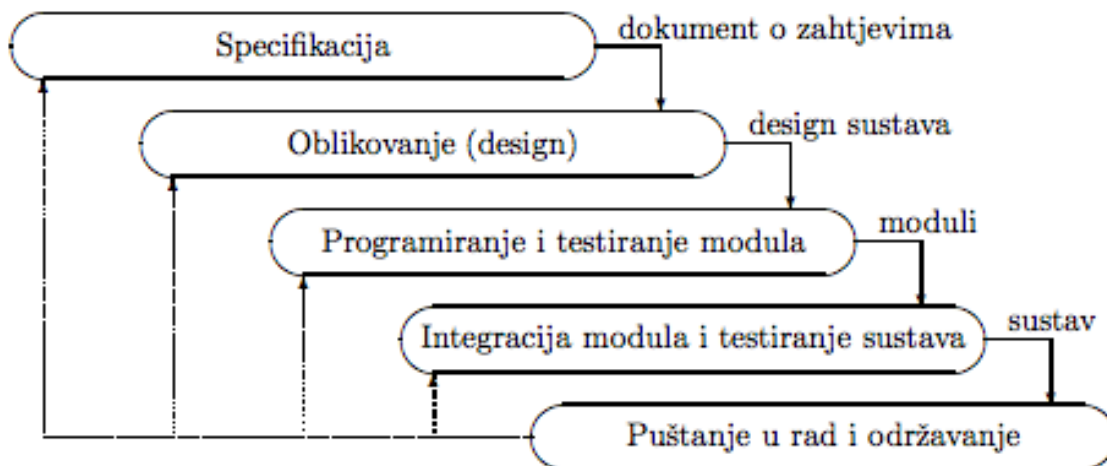 Specifikacija
dokument o zahtjevima
Oblikovanje (design)
design sustava
Programiranje i testiranje modula
moduli
Integracija modula i testiranje sustava
sustav
Puštanje u rad i održavanje